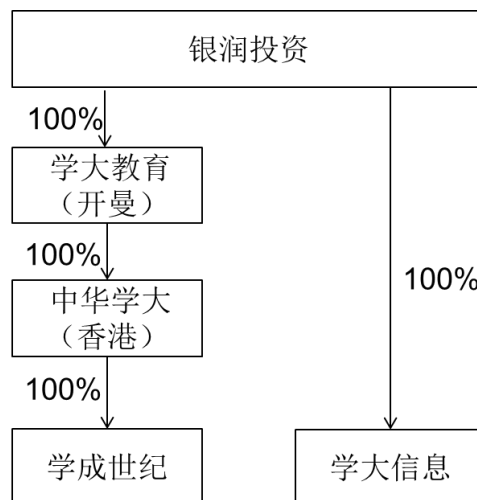 银润投资
100%
学大教育
（开曼）
100%
中华学大
（香港）
100%
100%
学成世纪
学大信息